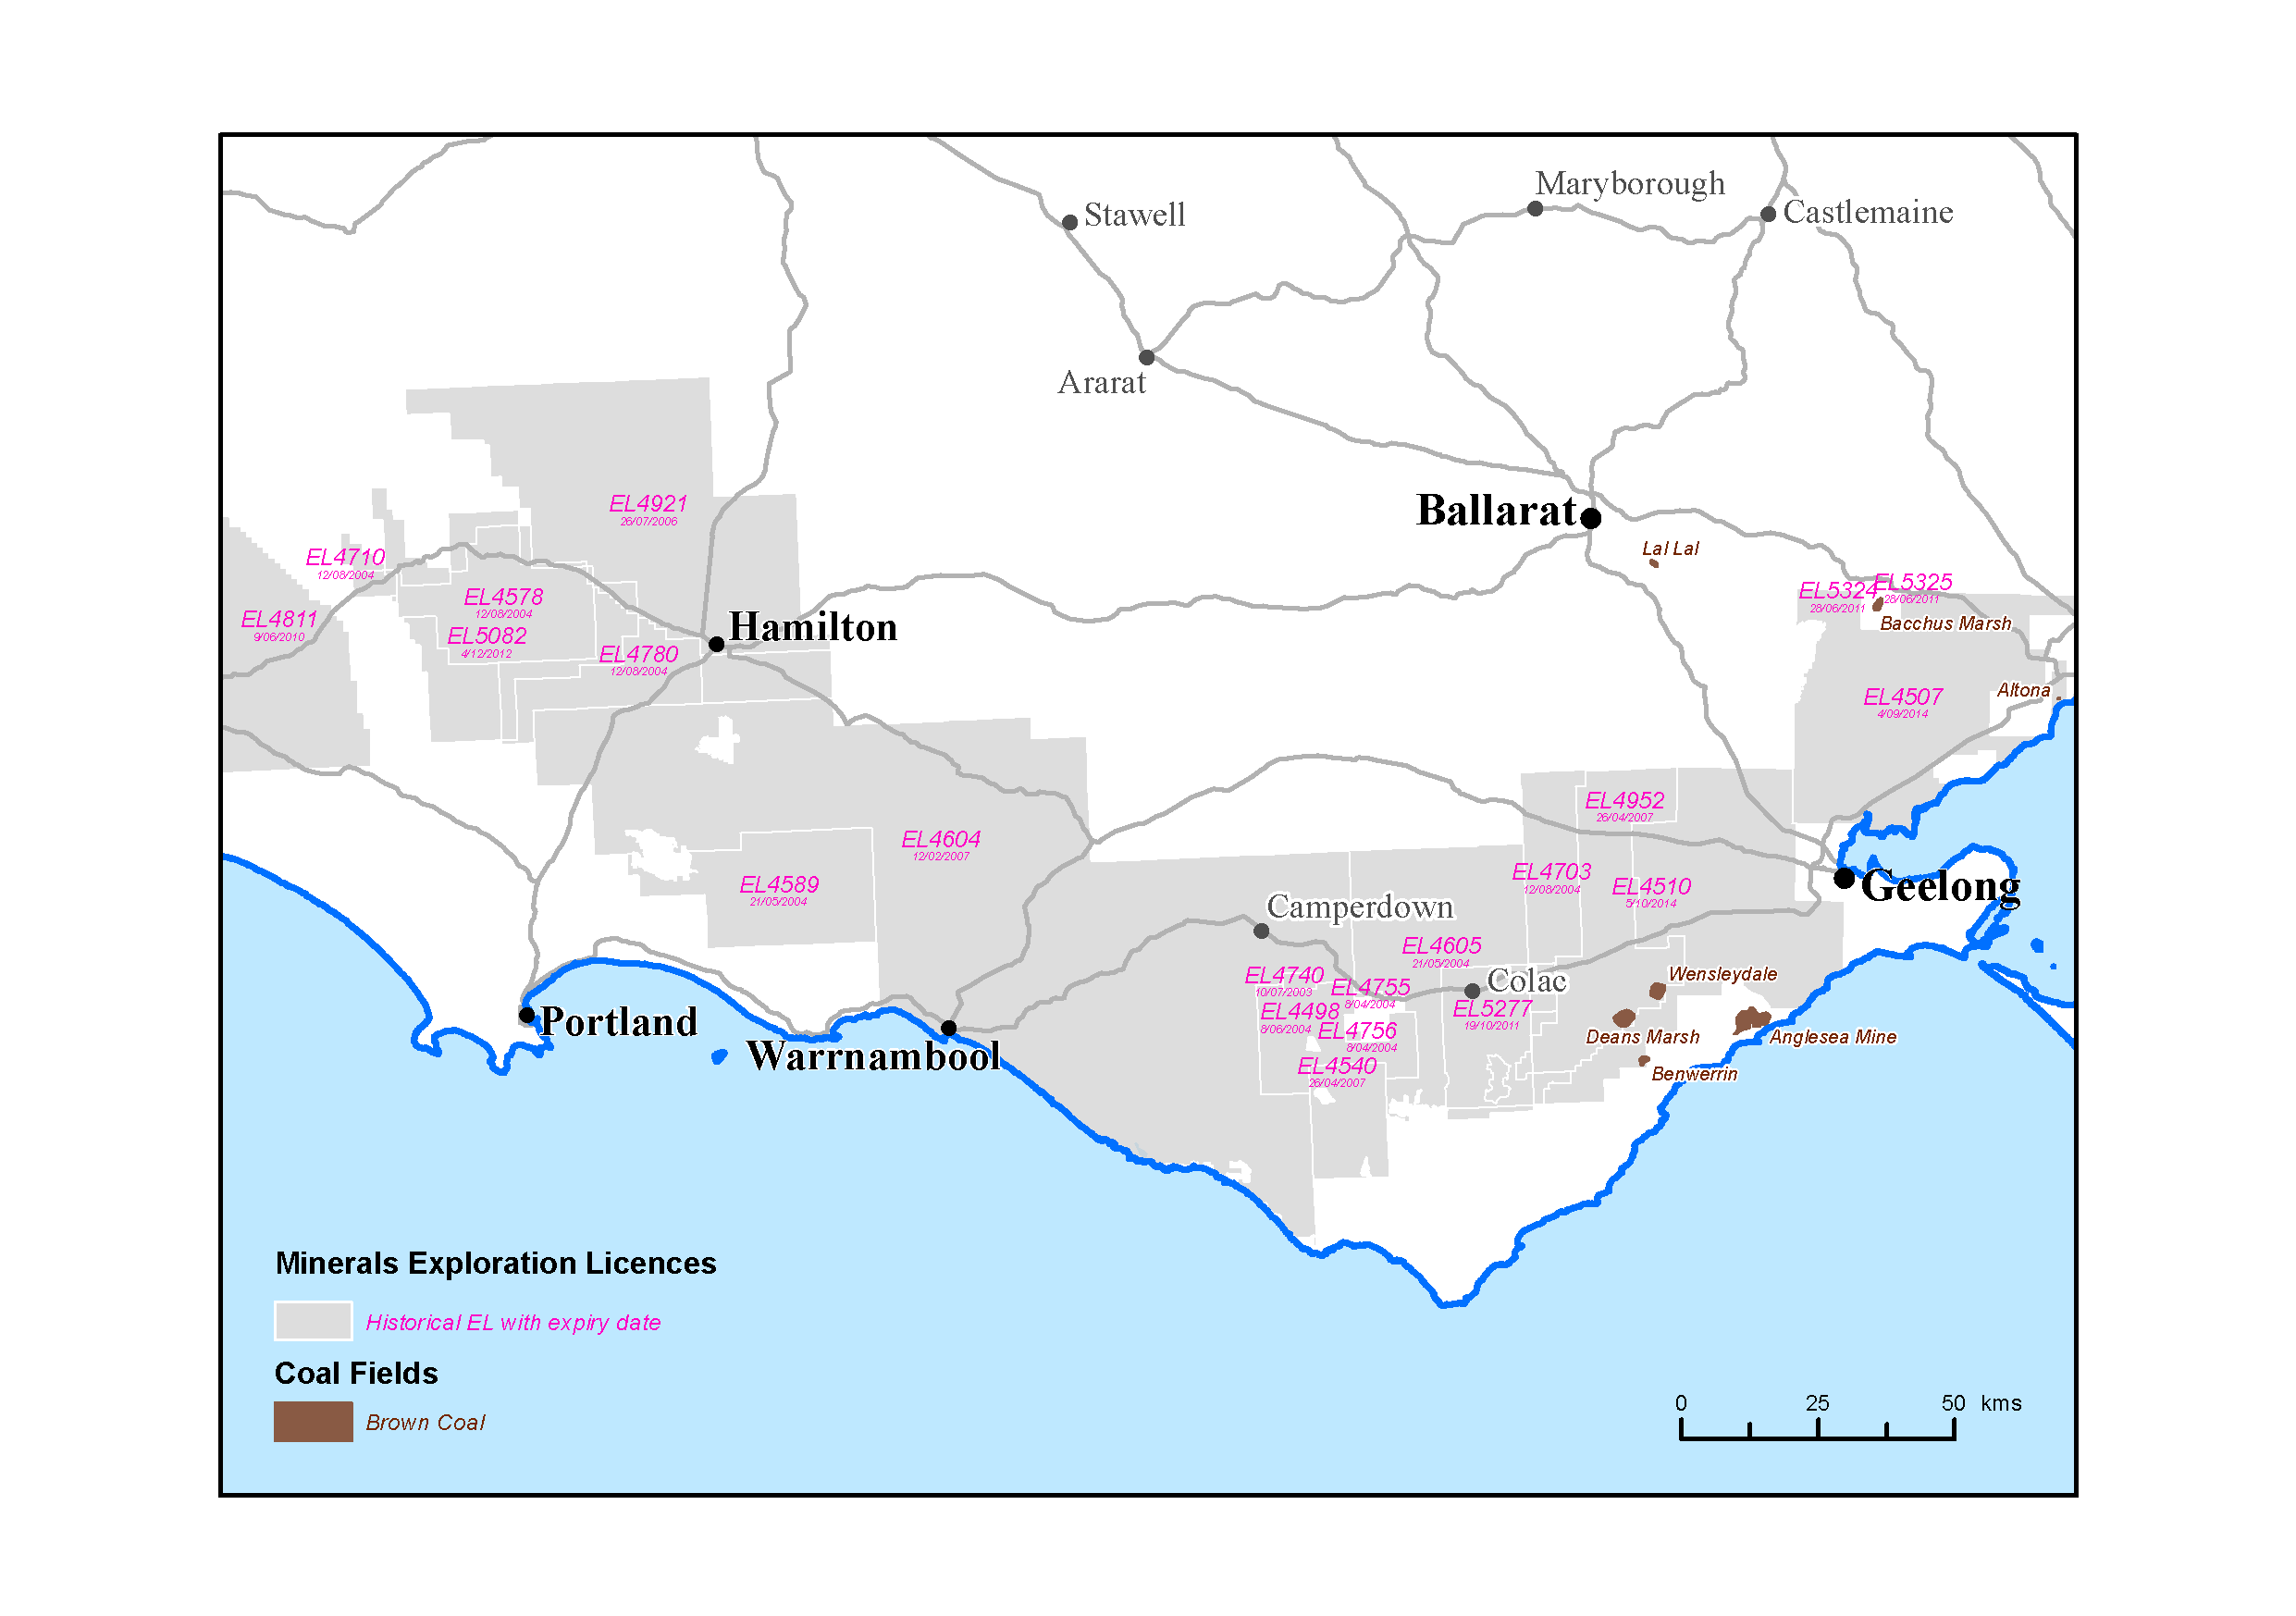 Maryborough
Stawell
Castlemaine
Ararat
EL4921
26/07/2006
Ballarat
Lal Lal
EL4710
12/08/2004
EL5325
28/06/2011
EL5324
28/06/2011
EL4578
12/08/2004
EL4811
9/06/2010
Bacchus Marsh
Hamilton
EL5082
4/12/2012
EL4780
12/08/2004
Altona
EL4507
4/09/2014
EL4952
26/04/2007
EL4604
12/02/2007
EL4703
12/08/2004
EL4589
21/05/2004
EL4510
5/10/2014
Geelong
Camperdown
EL4605
21/05/2004
EL4740
10/07/2003
Wensleydale
Colac
EL4755
8/04/2004
EL4498
8/06/2004
EL5277
19/10/2011
Portland
EL4756
8/04/2004
Deans Marsh
Anglesea Mine
Warrnambool
EL4540
26/04/2007
Benwerrin
Minerals Exploration Licences
Historical EL with expiry date
Coal Fields
Brown Coal
0 25 50 kms